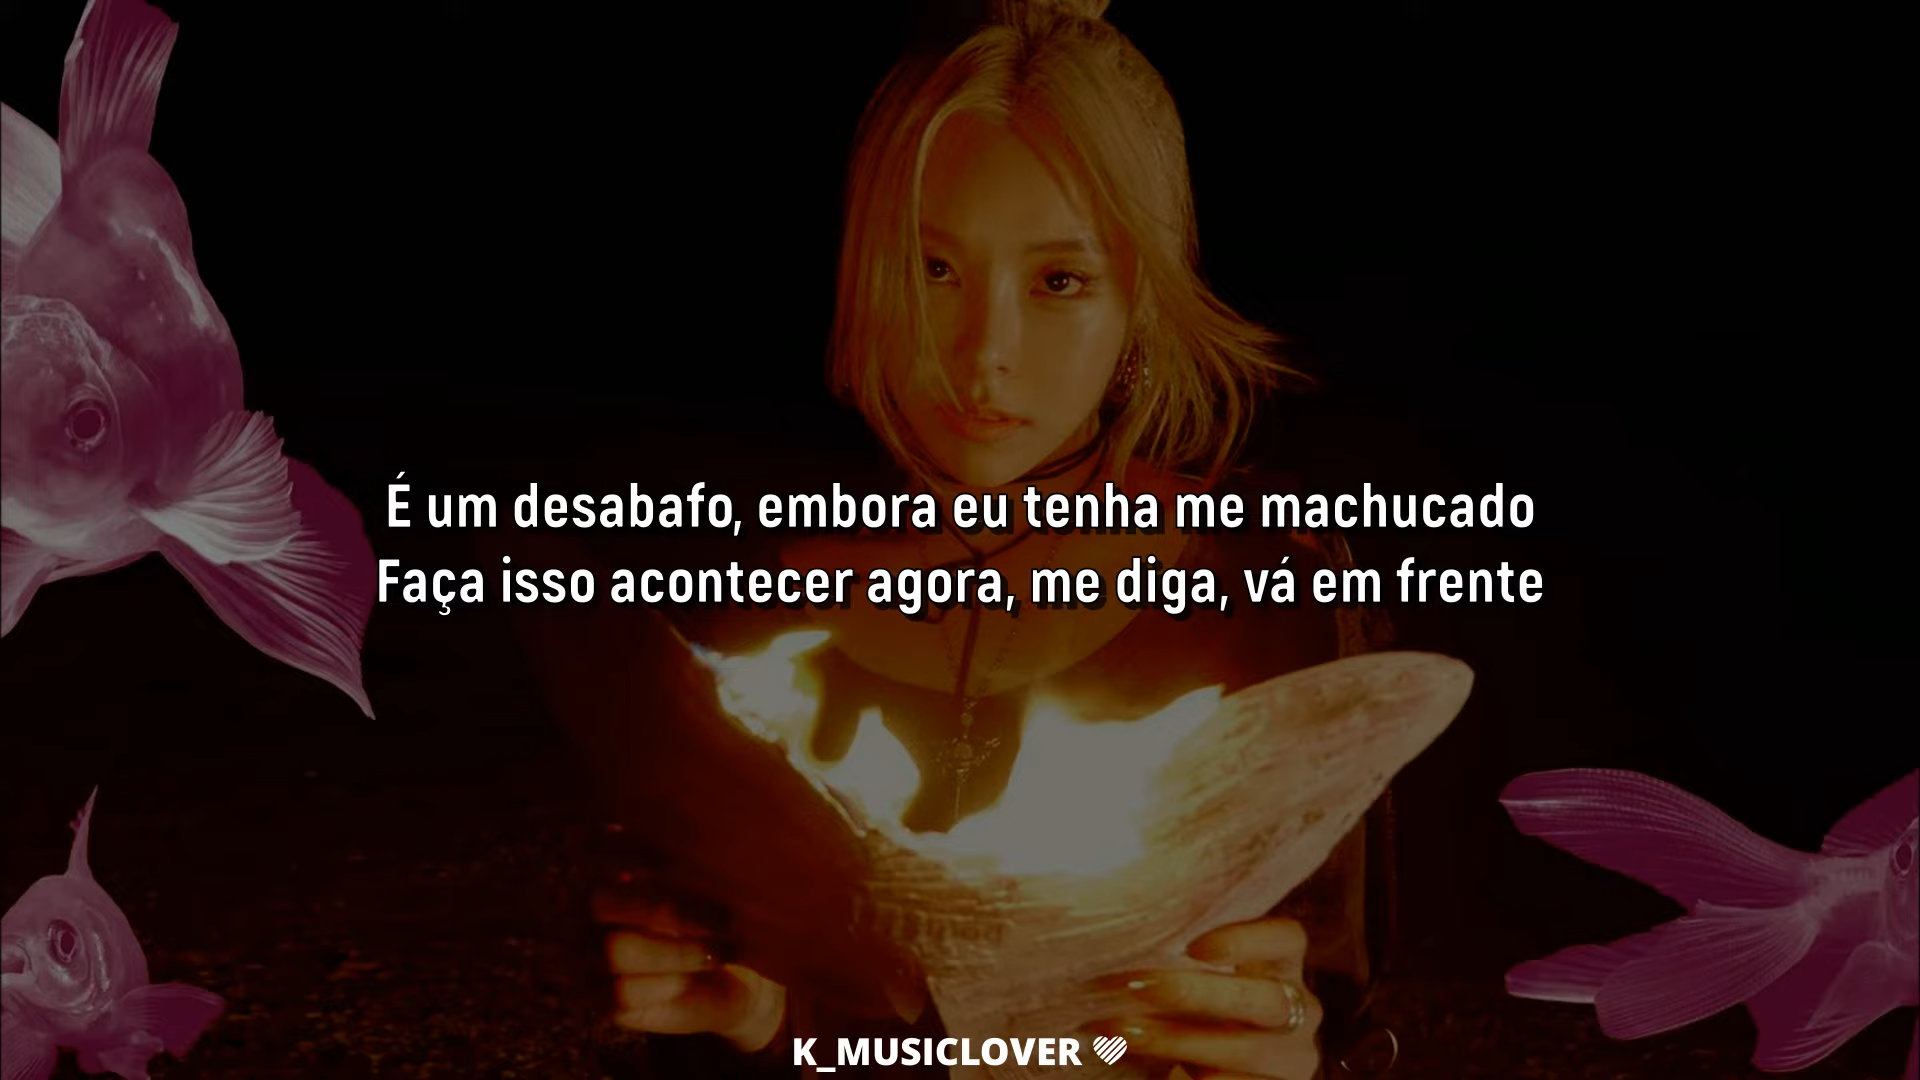 É um desabafo, embora eu tenha me machucado
Faça isso acontecer agora, me diga, vá em frente
K_MUSICLOVER